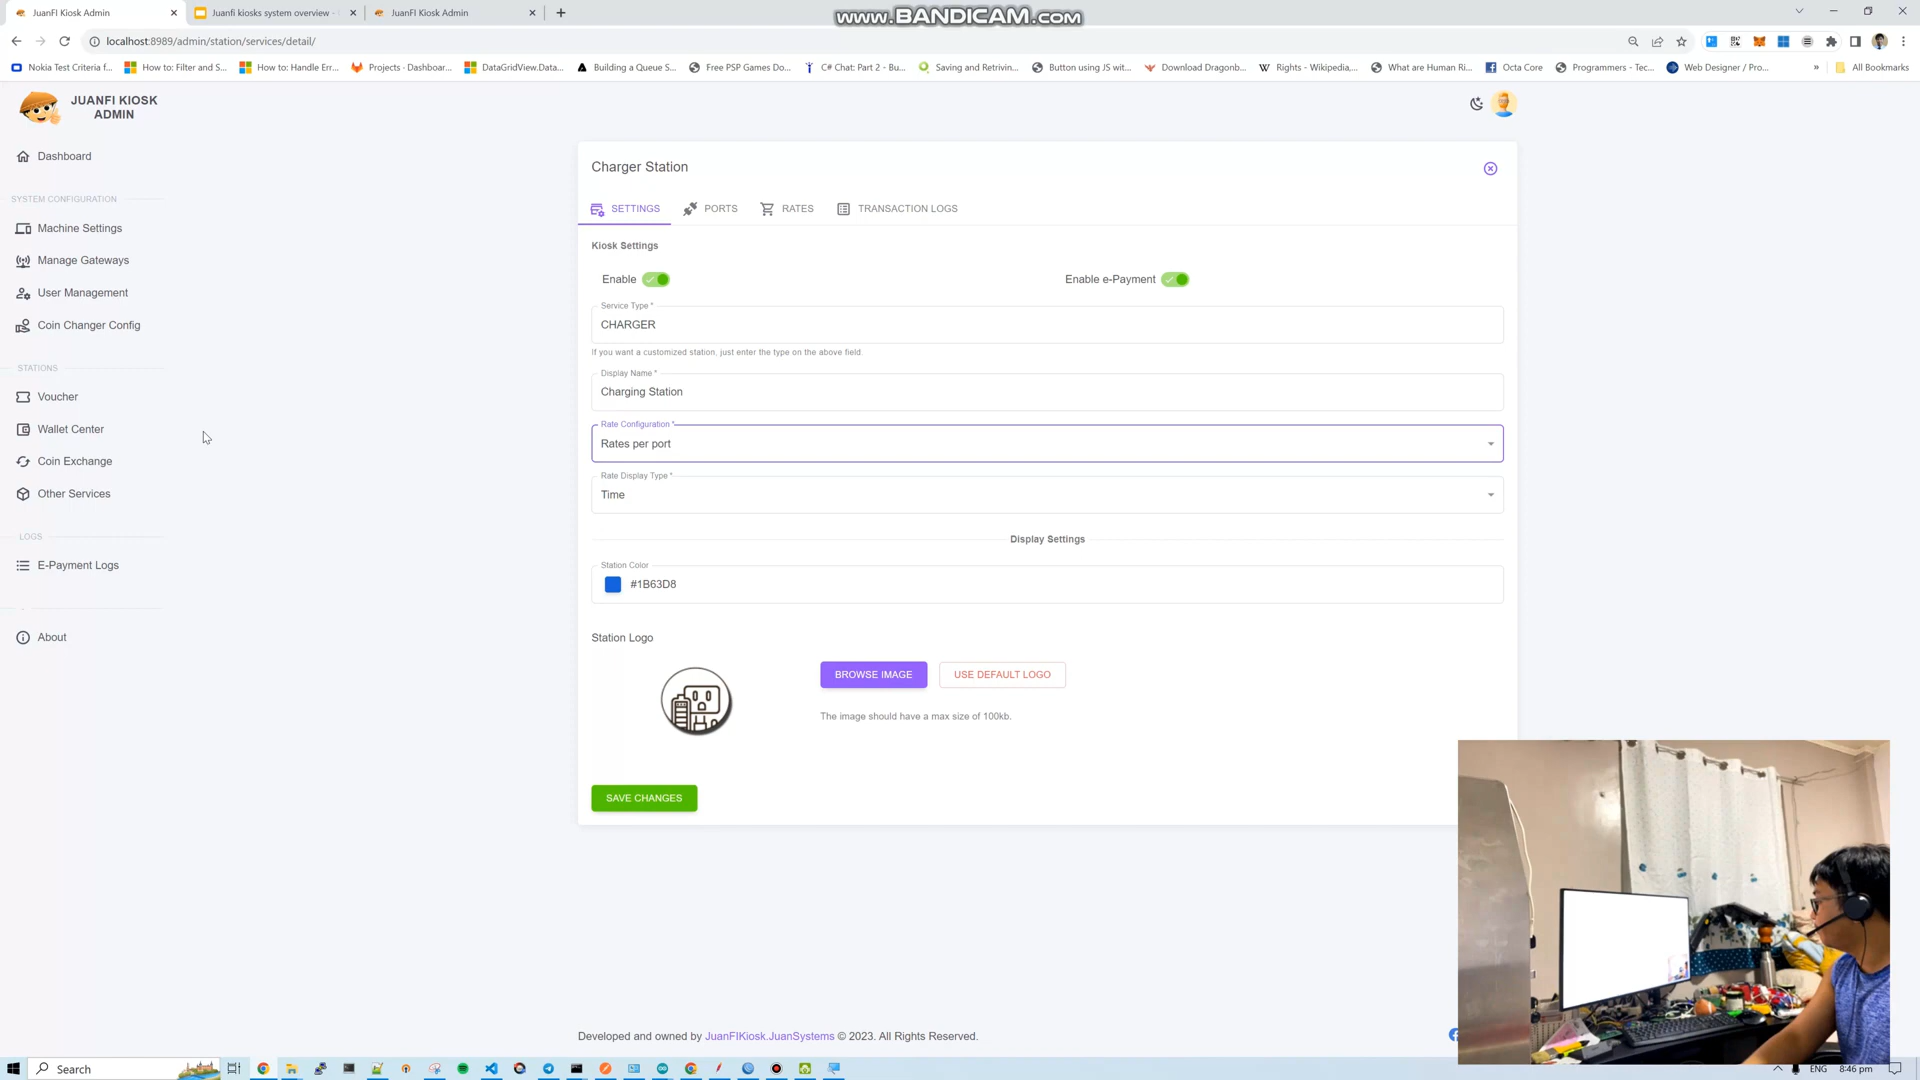 JuanFI Kiosk Admin
Juanfi kiosks system overview -
JuanFI Kiosk Admin
www.BANDICAM.com
localhost:8989/admin/station/services/detail/
Nokia Test Criteria f...
How to: Filter and S...
How to: Handle Err...
Projects · Dashboar...
DataGridView.Data...
Building a Queue S...
Free PSP Games Do...
C# Chat: Part 2 - Bu...
Saving and Retrivin...
Button using JS wit...
Download Dragonb...
Rights - Wikipedia,...
What are Human Ri...
Octa Core
Programmers - Tec...
Web Designer / Pro...
»
All Bookmarks
JUANFI KIOSK
ADMIN
Dashboard
SYSTEM CONFIGURATION
Machine Settings
Manage Gateways
User Management
Coin Changer Config
STATIONS
Voucher
Wallet Center
Coin Exchange
Other Services
LOGS
E-Payment Logs
About
Charger Station
SETTINGS
PORTS
RATES
TRANSACTION LOGS
Kiosk Settings
Enable
Enable e-Payment
Service Type *
CHARGER
If you want a customized station, just enter the type on the above field.
Display Name *
Charging Station
Rate Configuration *
Rates per port
Rate Display Type *
Time
Display Settings
Station Color
#1B63D8
Station Logo
BROWSE IMAGE
USE DEFAULT LOGO
The image should have a max size of 100kb.
SAVE CHANGES
Developed and owned by JuanFIKiosk.JuanSystems © 2023. All Rights Reserved.
Search
ENG
8:46 pm